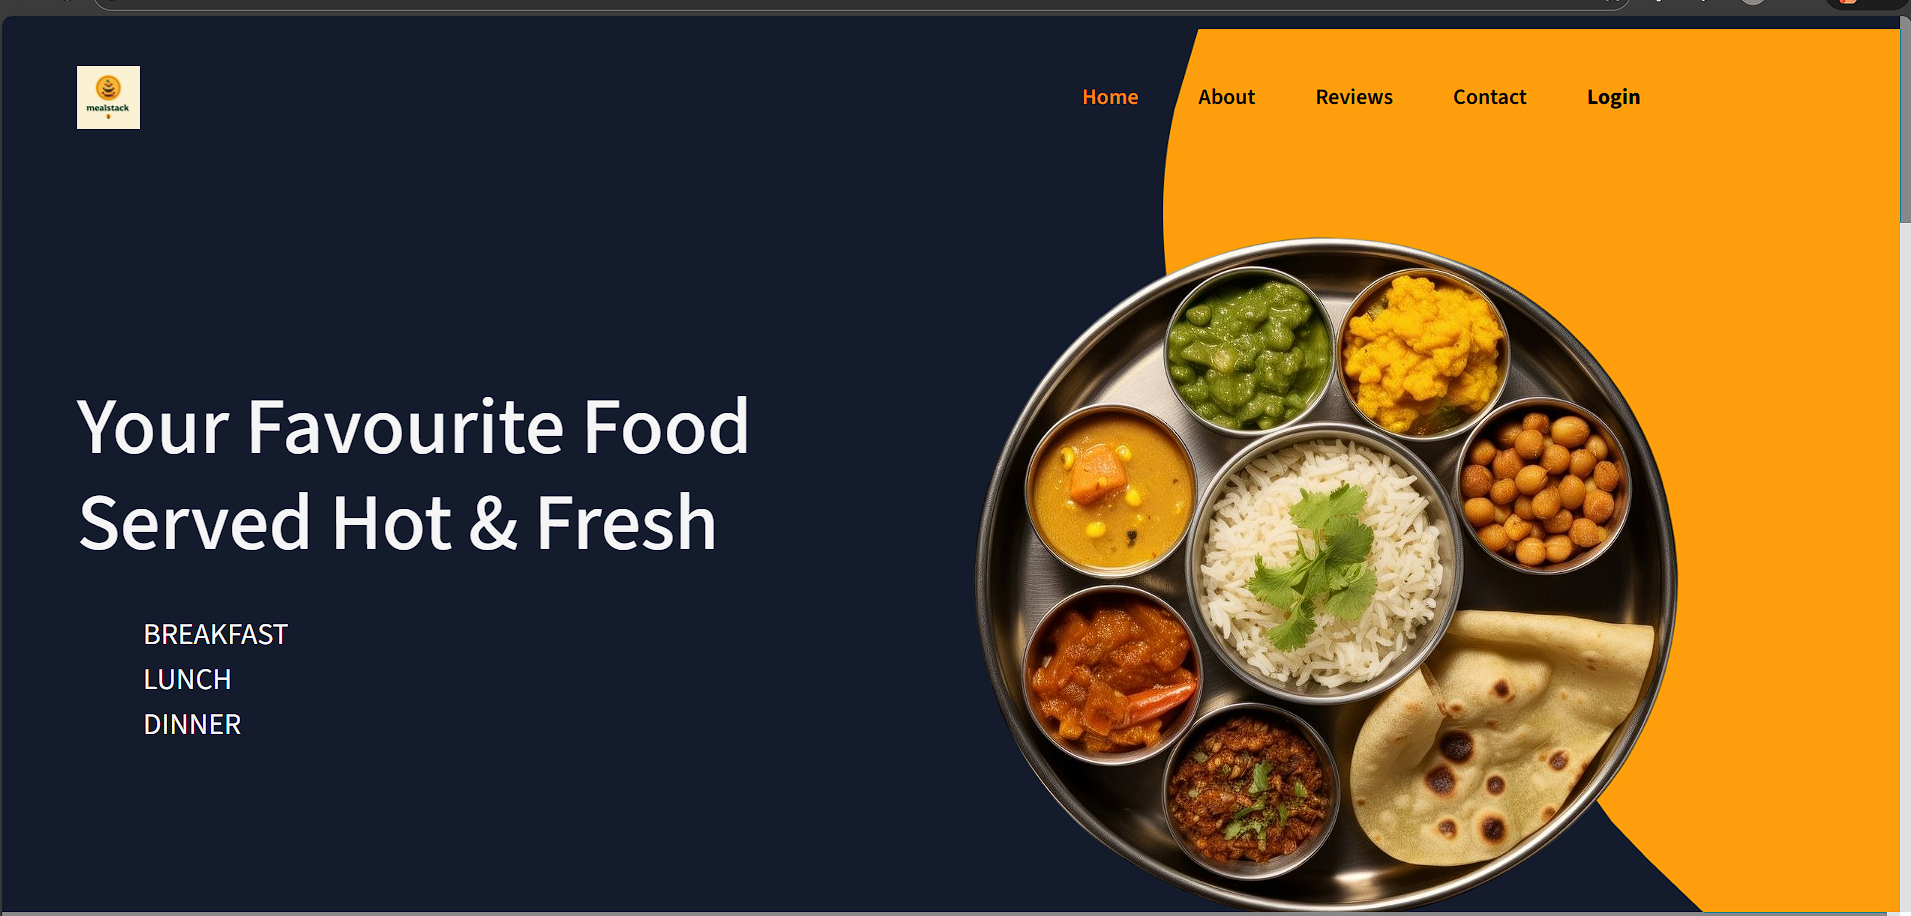 mealstack
Home About Reviews Contact Login
Your Favourite Food
Served Hot & Fresh
BREAKFAST
LUNCH
DINNER